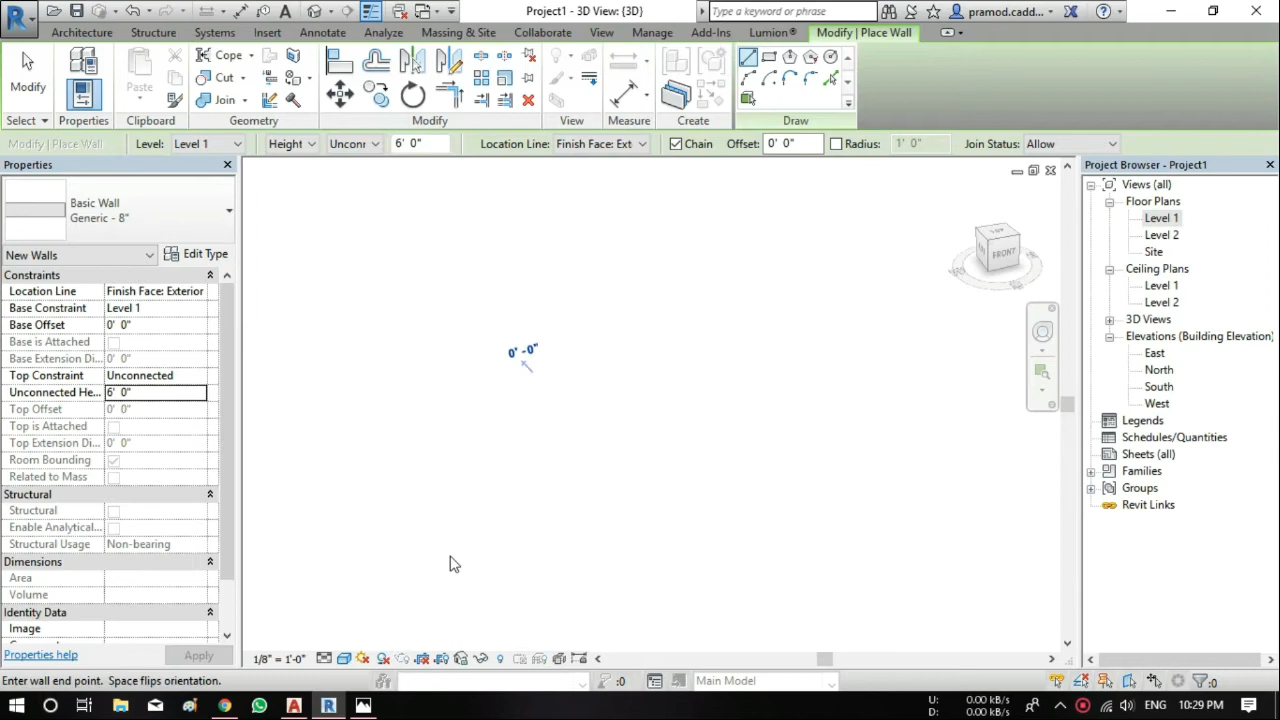 Project1 - 3D View: {3D}
Type a keyword or phrase
pramod.cadd...
Architecture Structure Systems Insert Annotate Analyze Massing & Site Collaborate View Manage Add-Ins Lumion® Modify | Place Wall
Modify
Paste
Cope
Cut
Join
Select Properties Clipboard Geometry Modify View Measure Create Draw
Modify | Place Wall Level: Level 1 Height Unconr 6' 0" Location Line: Finish Face: Ext Chain Offset: 0' 0" Radius: 1' 0" Join Status: Allow
Properties
Basic Wall
Generic - 8"
New Walls Edit Type
Constraints
Location Line Finish Face: Exterior
Base Constraint Level 1
Base Offset 0' 0"
Base is Attached
Base Extension Di... 0' 0"
Top Constraint Unconnected
Unconnected He... 6' 0"
Top Offset 0' 0"
Top is Attached
Top Extension Di... 0' 0"
Room Bounding
Related to Mass
Structural
Structural
Enable Analytical...
Structural Usage Non-bearing
Dimensions
Area
Volume
Identity Data
Image
Properties help Apply
0' -0"
FRONT
Project Browser - Project1
Views (all)
Floor Plans
Level 1
Level 2
Site
Ceiling Plans
Level 1
Level 2
3D Views
Elevations (Building Elevation)
East
North
South
West
Legends
Schedules/Quantities
Sheets (all)
Families
Groups
Revit Links
1/8" = 1'-0"
Enter wall end point. Space flips orientation. :0 Main Model :0
U: 0.00 kB/s
D: 0.00 kB/s
ENG 10:29 PM